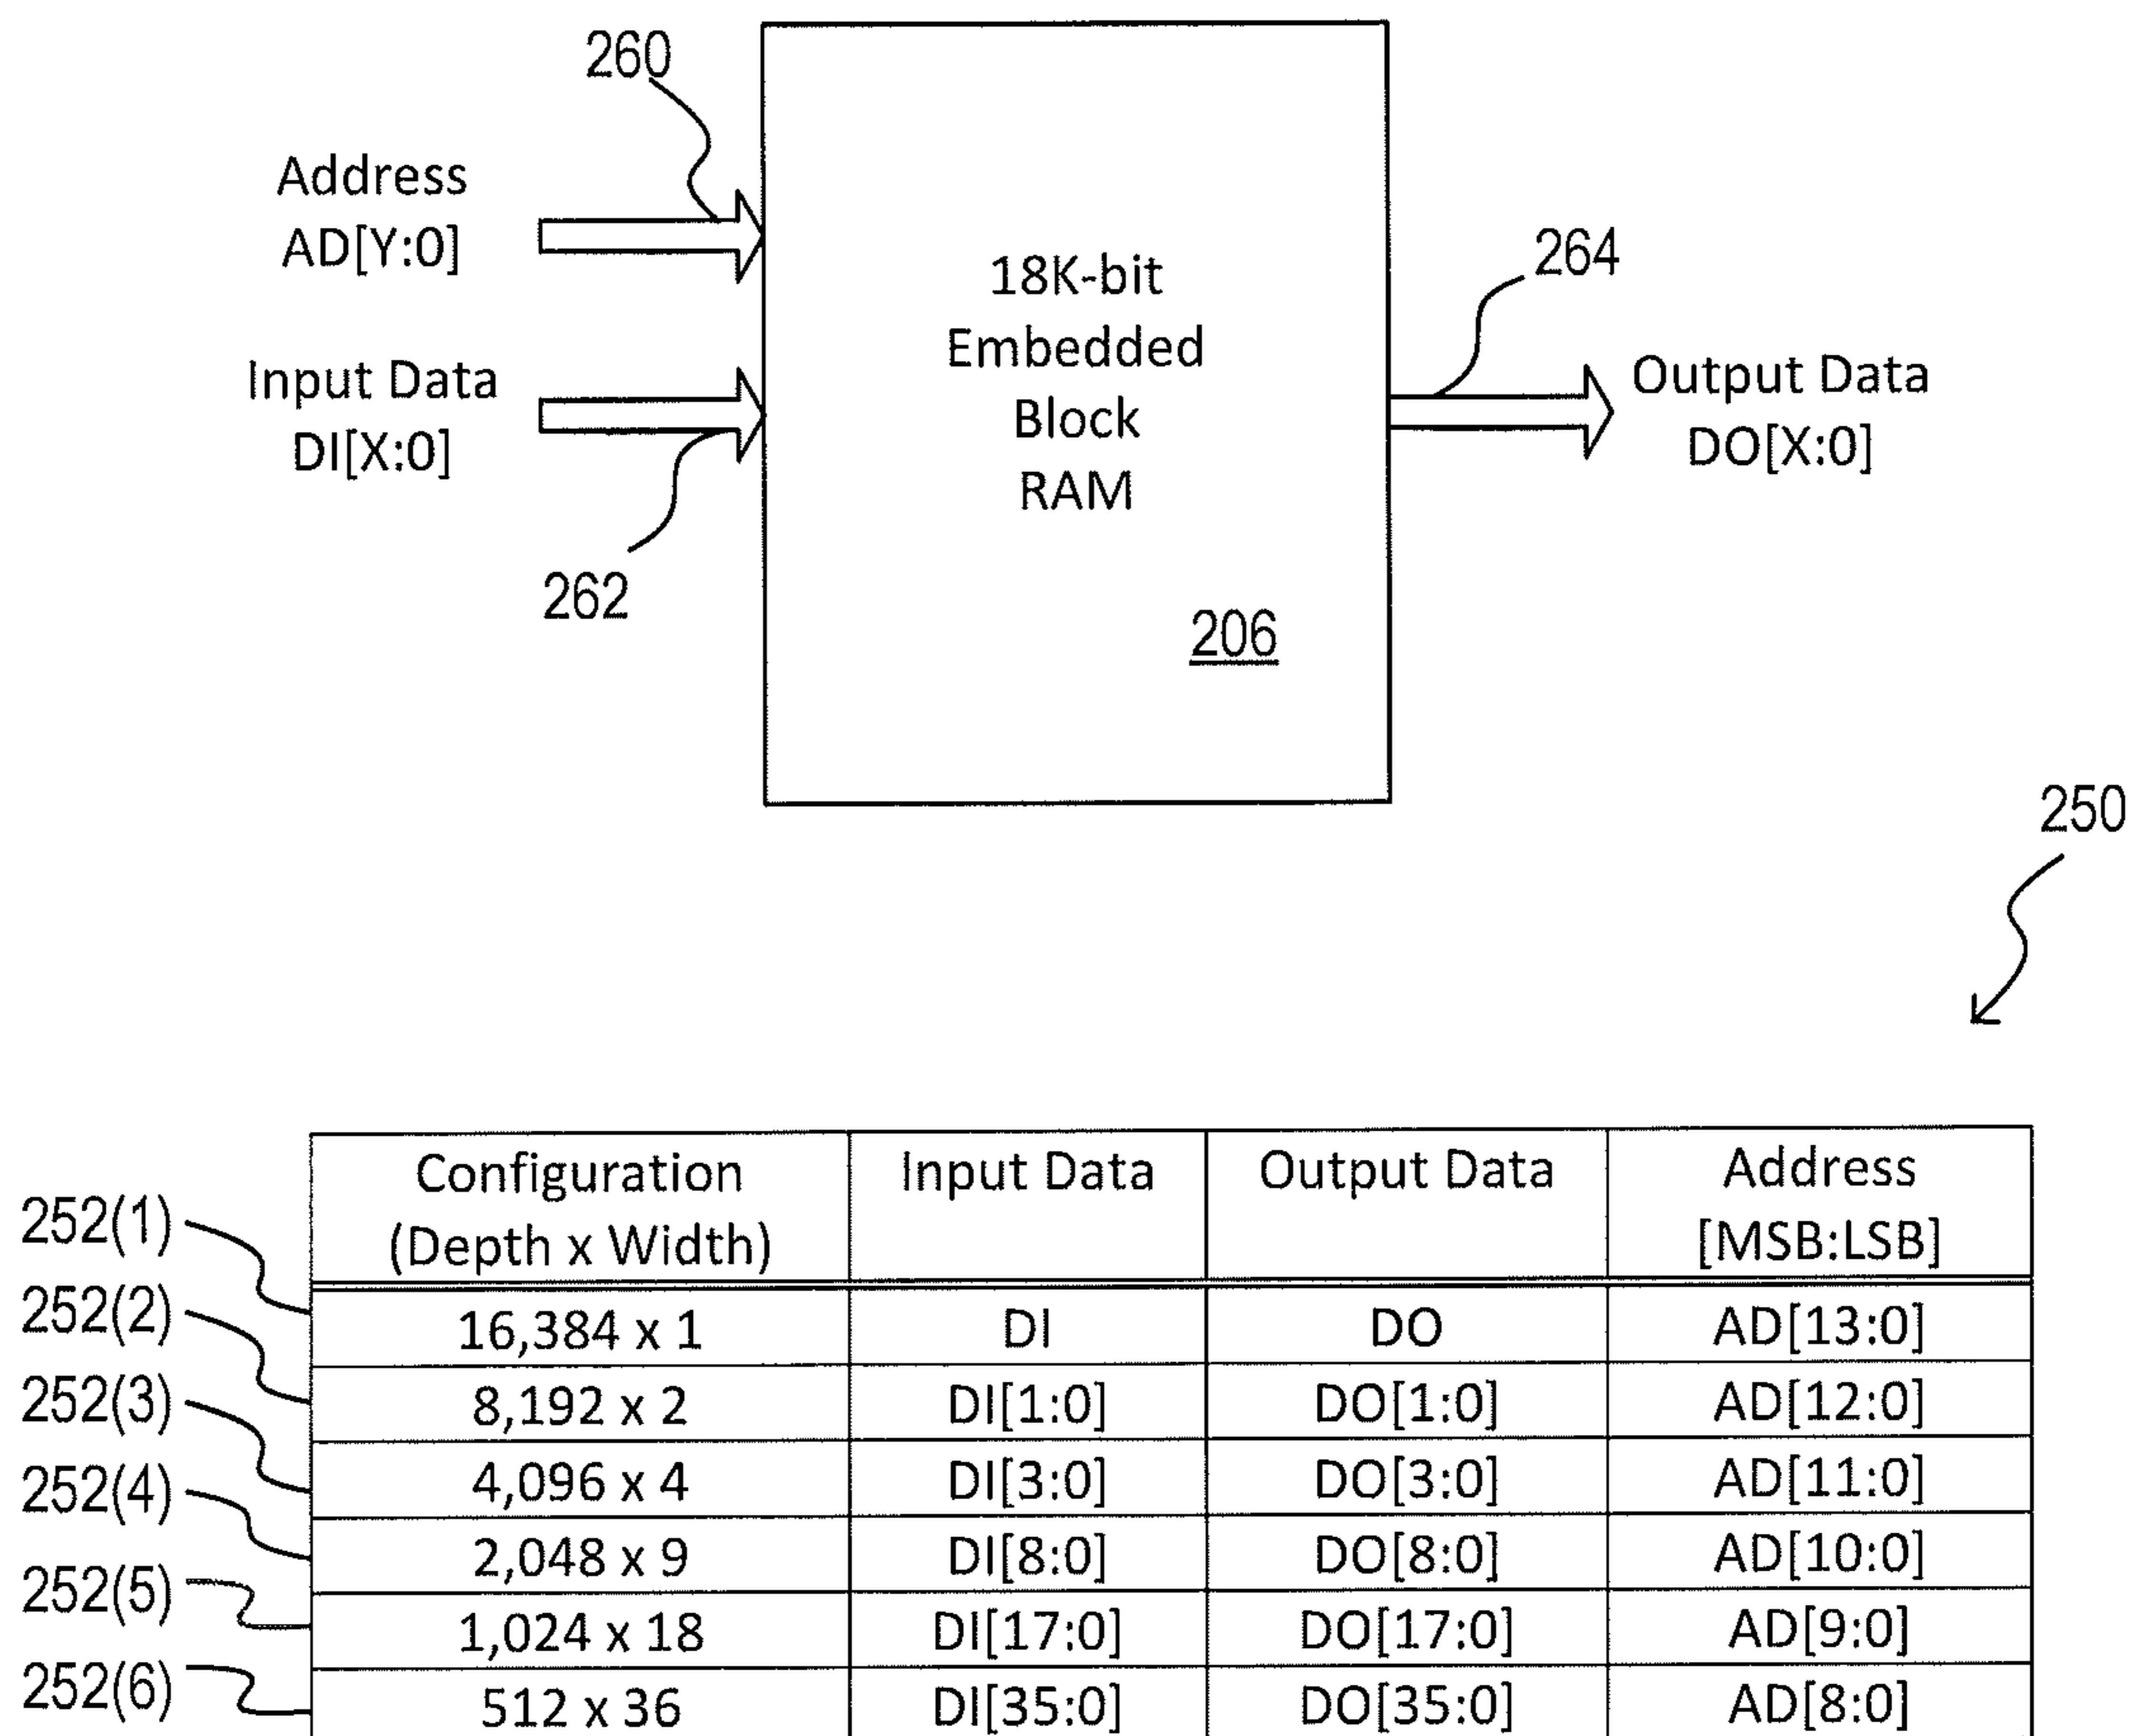 260
Address
AD[Y:0]
Input Data
DI[X:0]
262
18K-bit
Embedded
Block
RAM
206
264
Output Data
DO[X:0]
250
Configuration
(Depth x Width)
Input Data
Output Data
Address
[MSB:LSB]
252(1)
16,384 x 1
DI
DO
AD[13:0]
252(2)
8,192 x 2
DI[1:0]
DO[1:0]
AD[12:0]
252(3)
4,096 x 4
DI[3:0]
DO[3:0]
AD[11:0]
252(4)
2,048 x 9
DI[8:0]
DO[8:0]
AD[10:0]
252(5)
1,024 x 18
DI[17:0]
DO[17:0]
AD[9:0]
252(6)
512 x 36
DI[35:0]
DO[35:0]
AD[8:0]